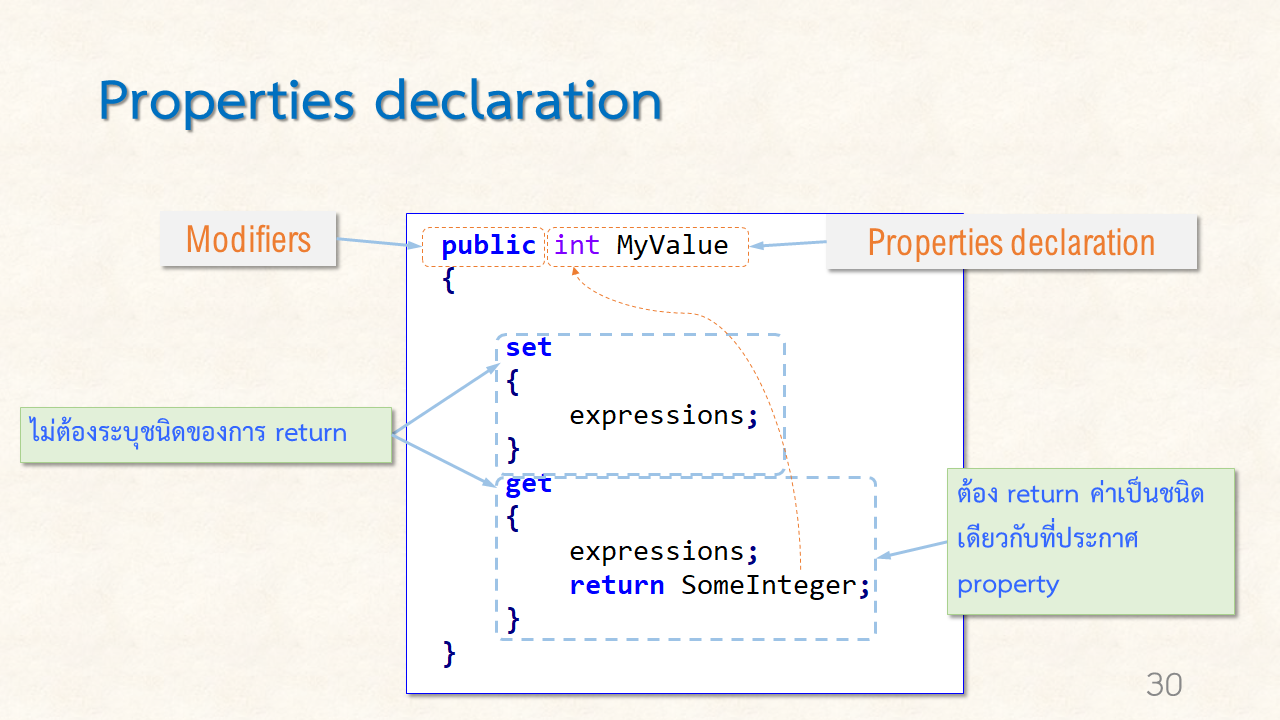 Properties declaration
Modifiers
public int MyValue
Properties declaration
{
set
{
expressions;
}
ไม่ต้องระบุชนิดของการ return
get
{
expressions;
return SomeInteger;
}
}
ต้อง return ค่าเป็นชนิด
เดียวกับที่ประกาศ
property
30